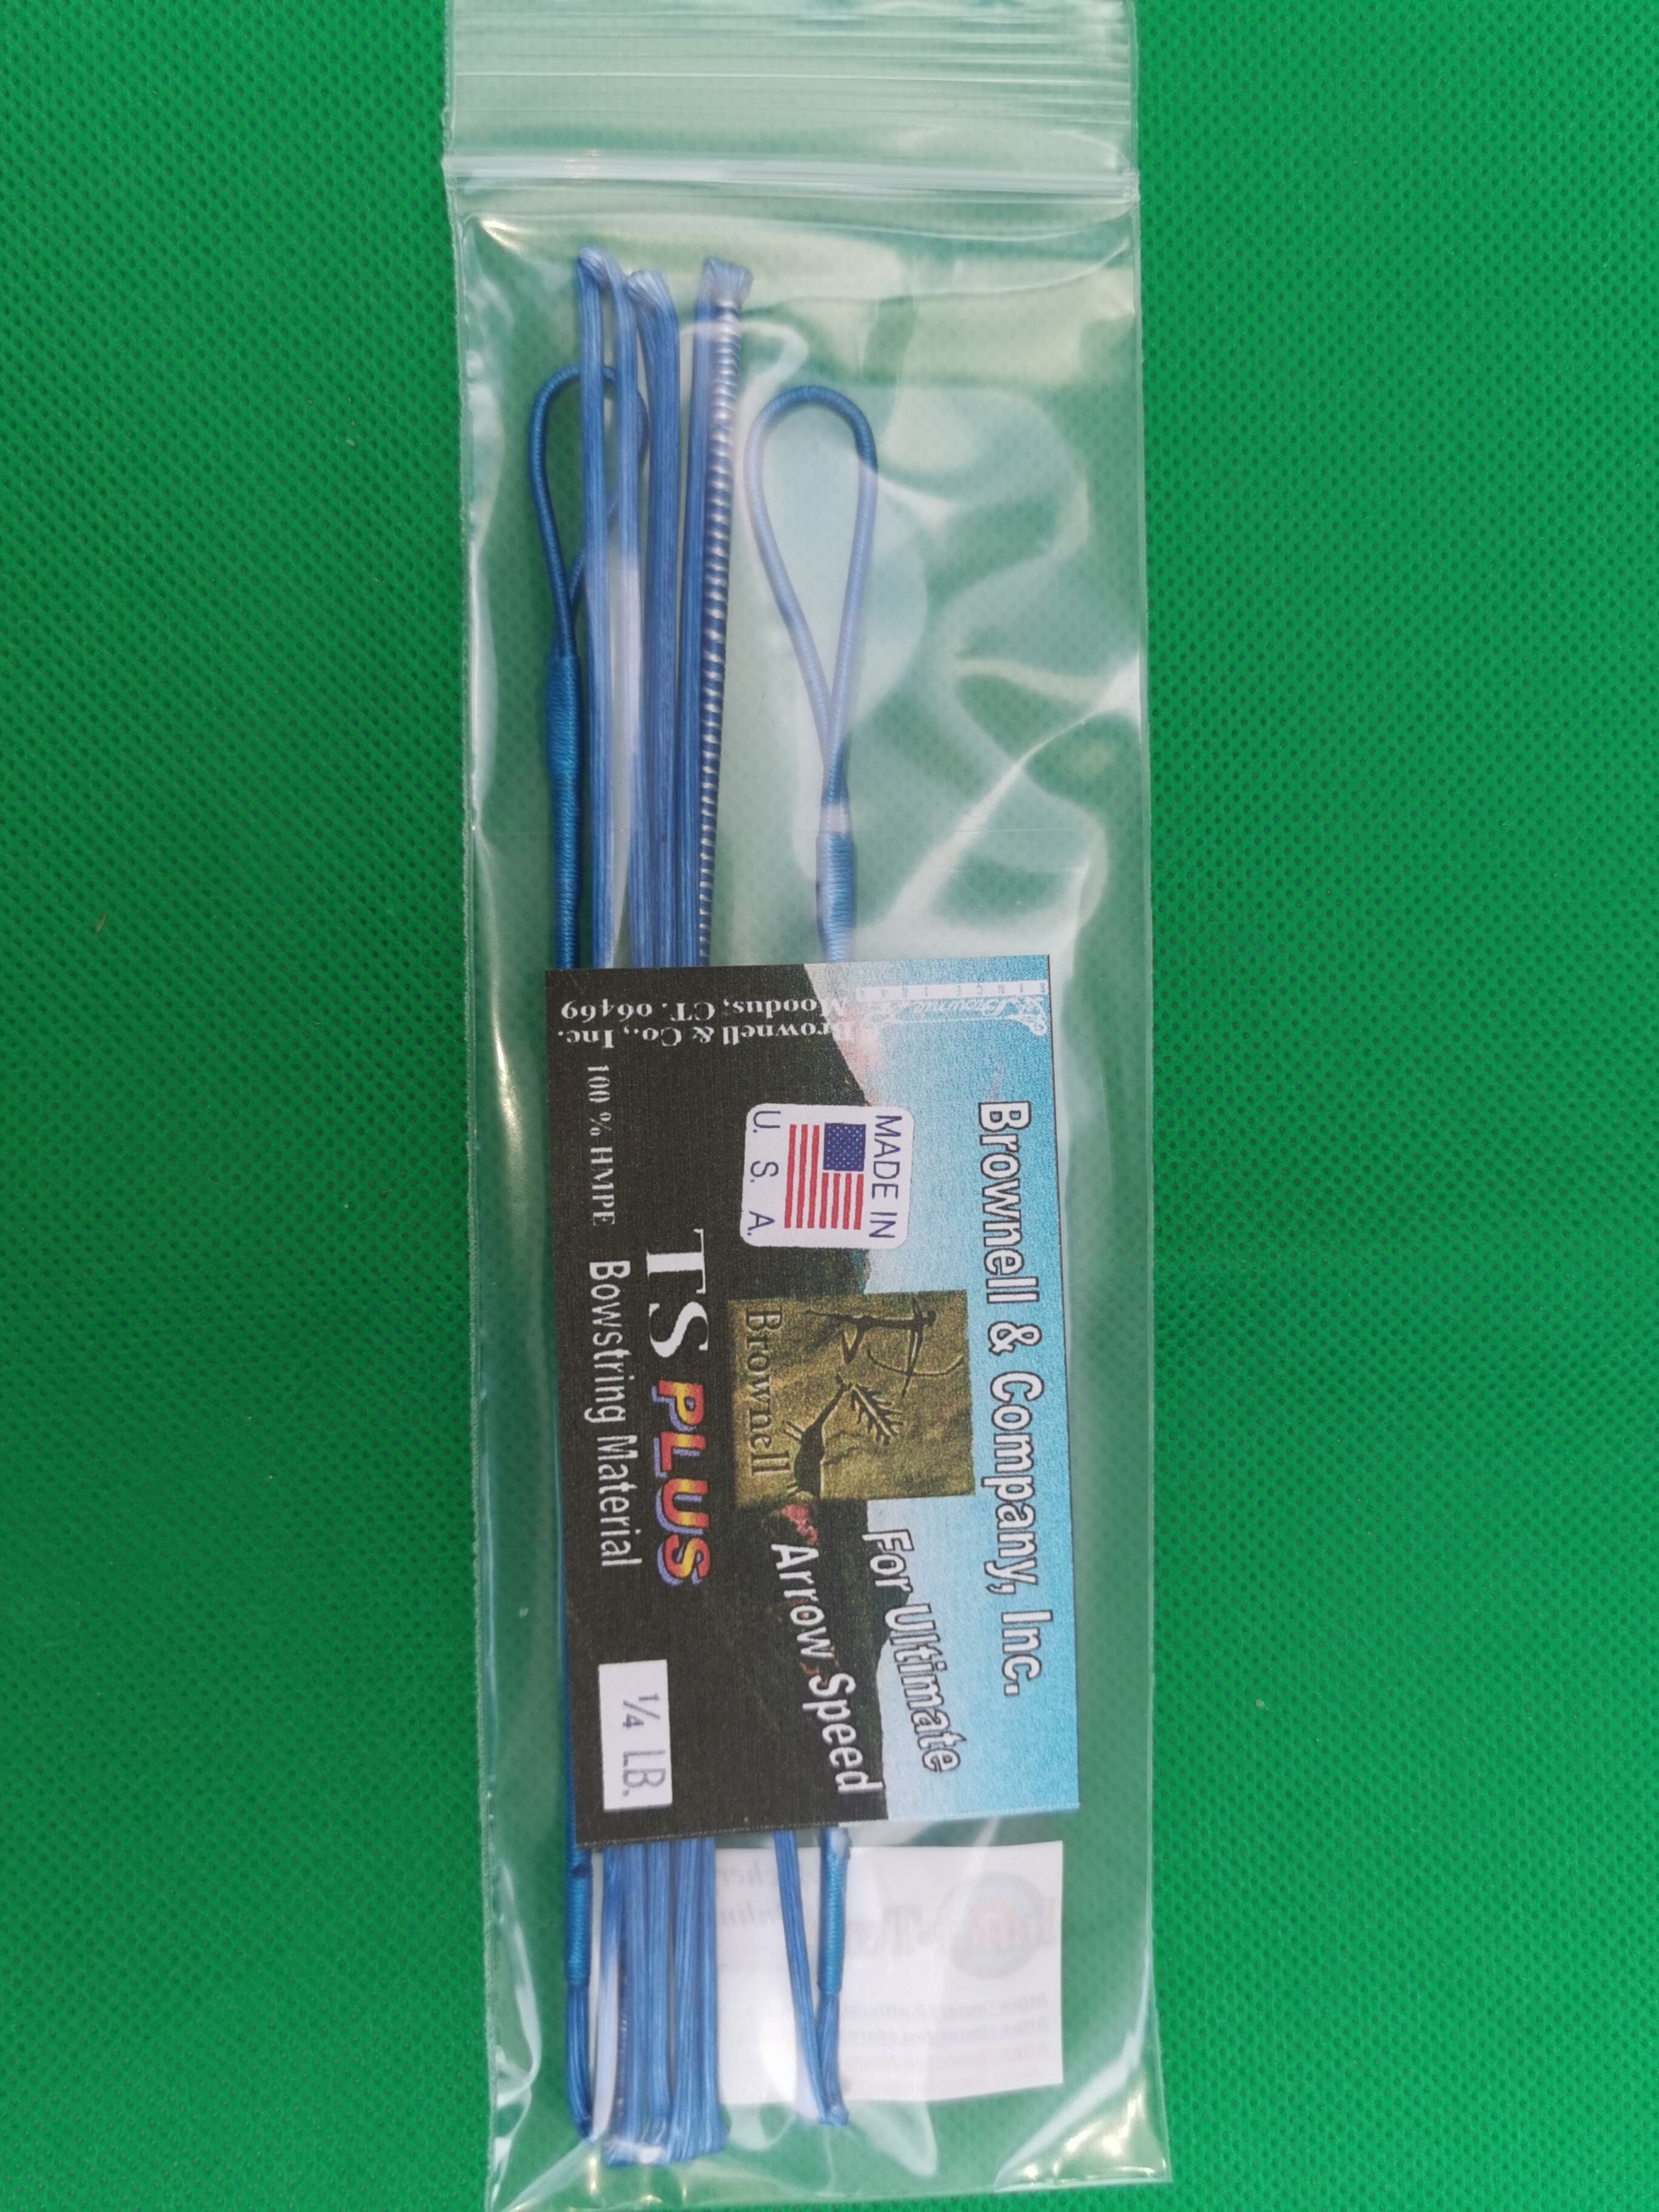 Brownell & Company, Inc.
For Ultimate
Arrow Speed
MADE IN
U. S. A.
Brownell
TS PLUS
100 % HMPE Bowstring Material
1/4 LB.
Brownell & Co., Inc.
Moodus, CT. 06469